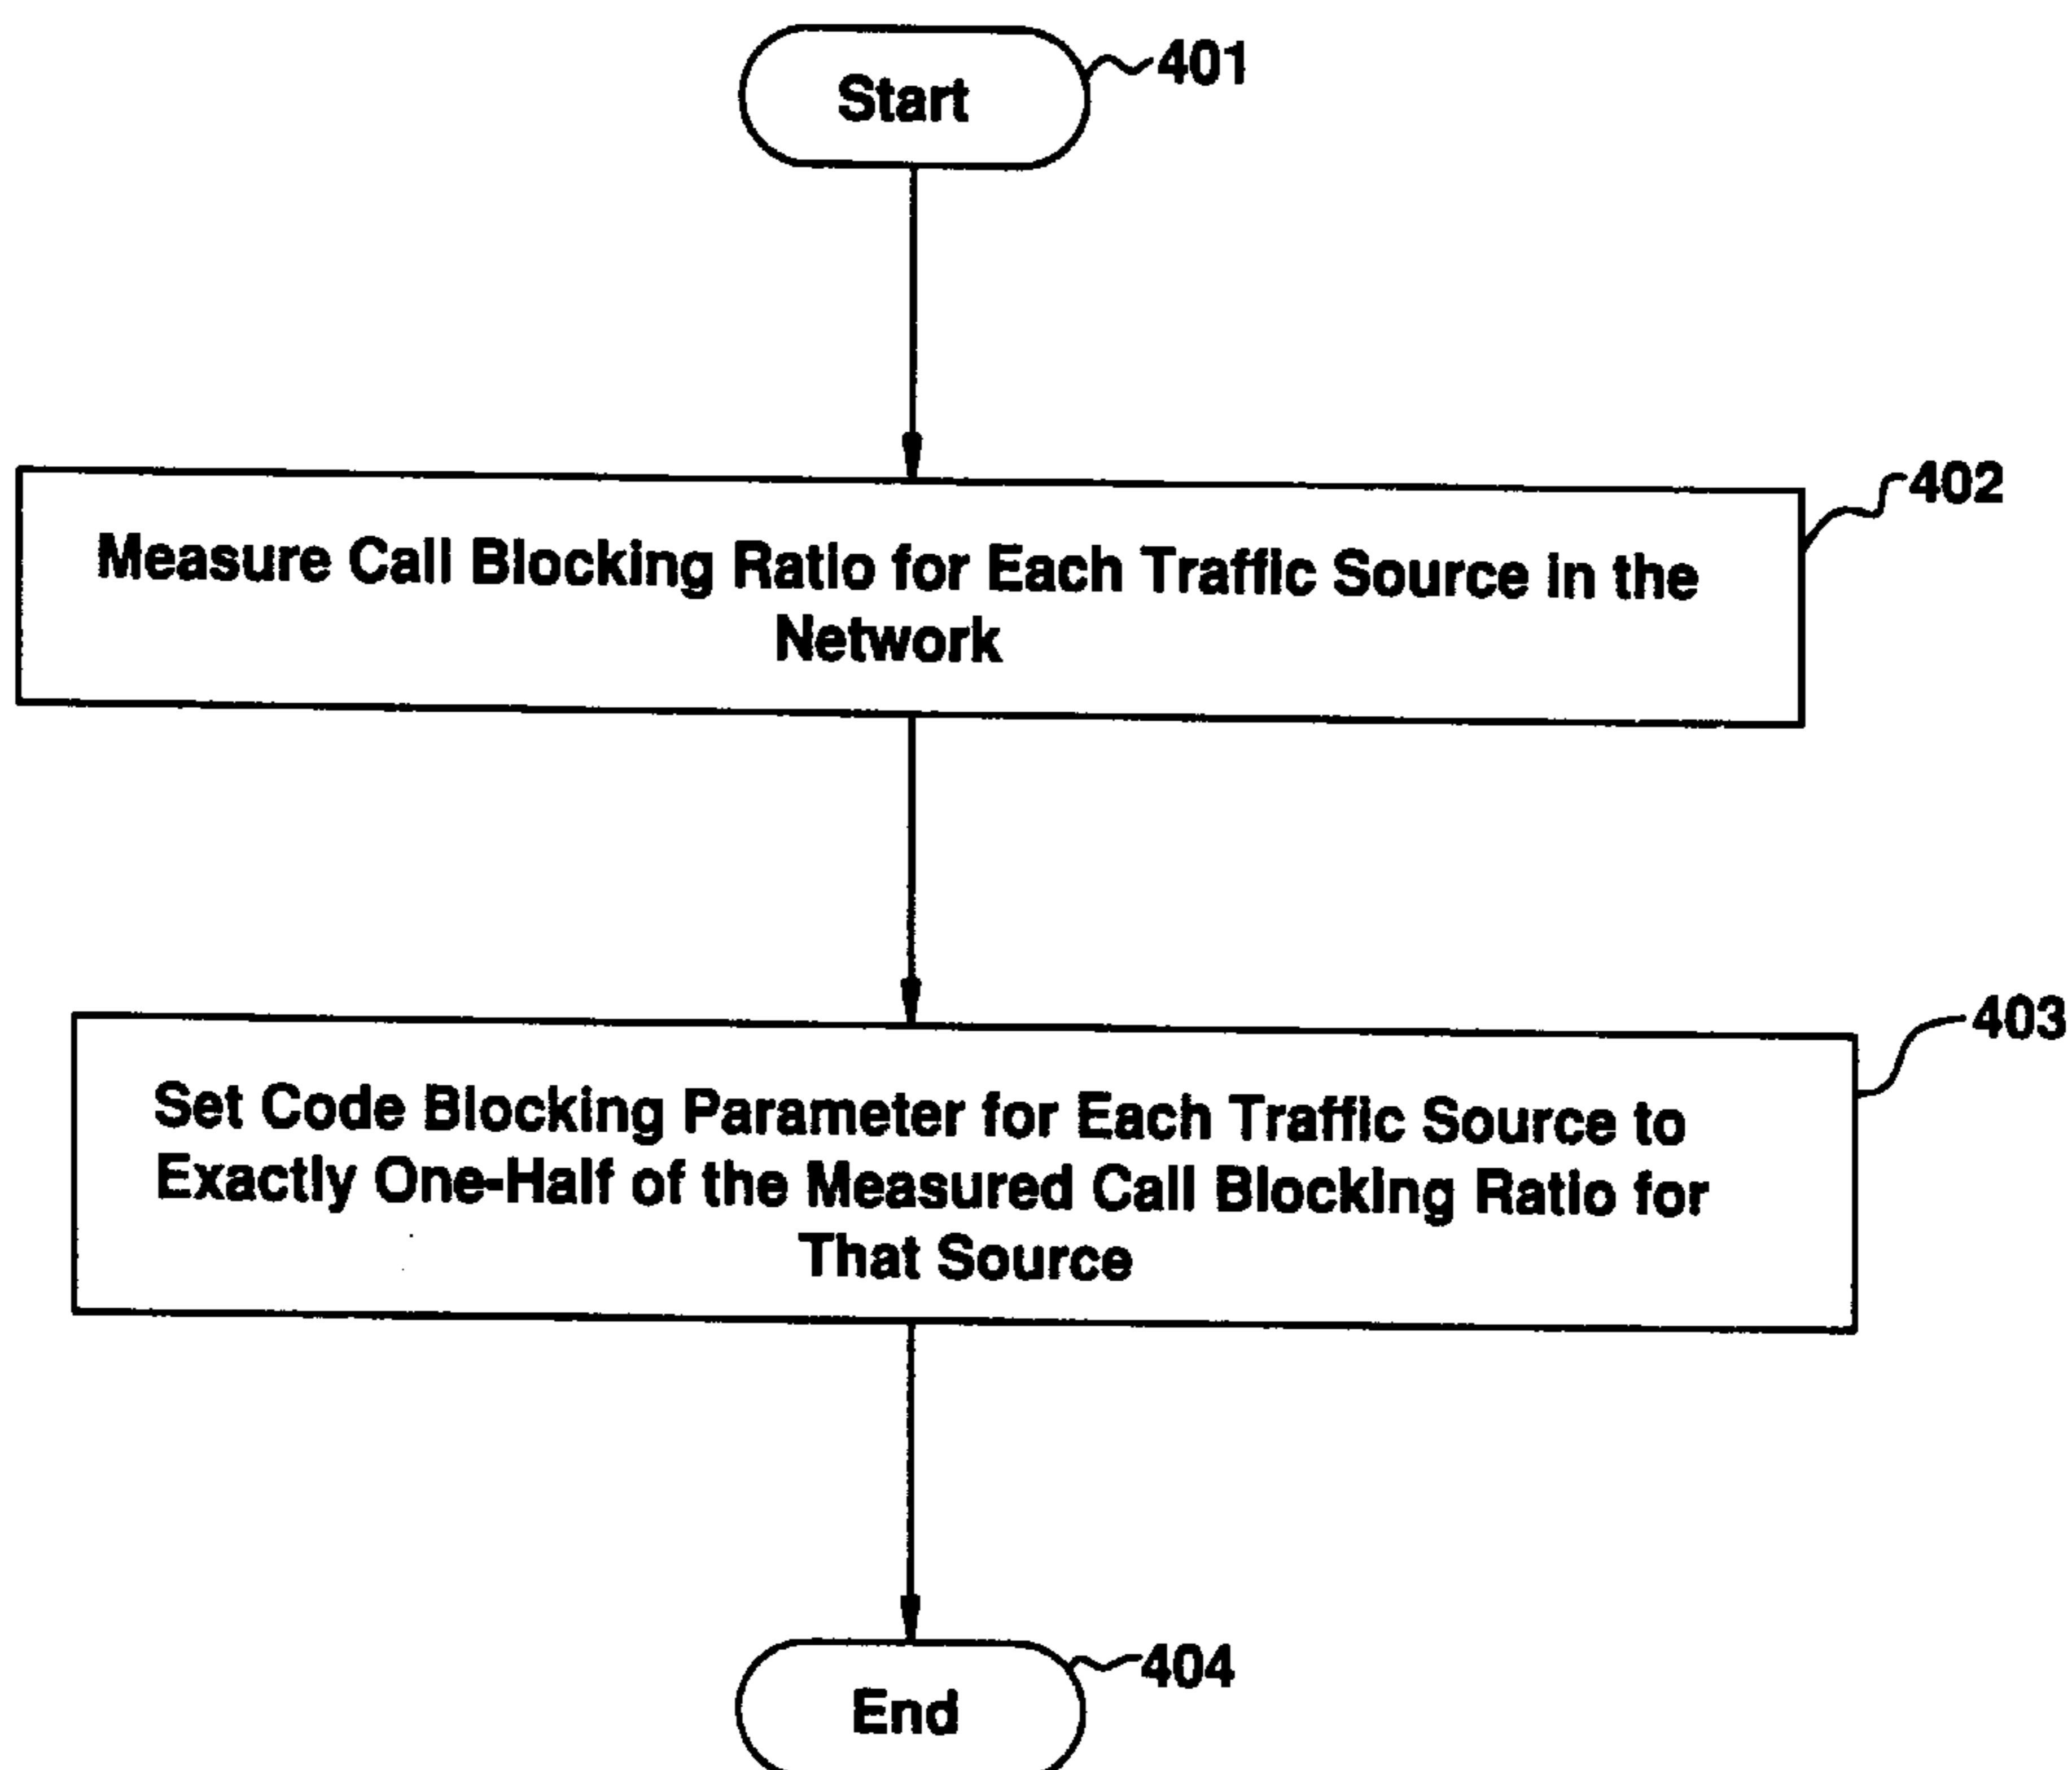 Start
401
402
Measure Call Blocking Ratio for Each Traffic Source in the
Network
403
Set Code Blocking Parameter for Each Traffic Source to
Exactly One-Half of the Measured Call Blocking Ratio for
That Source
404
End